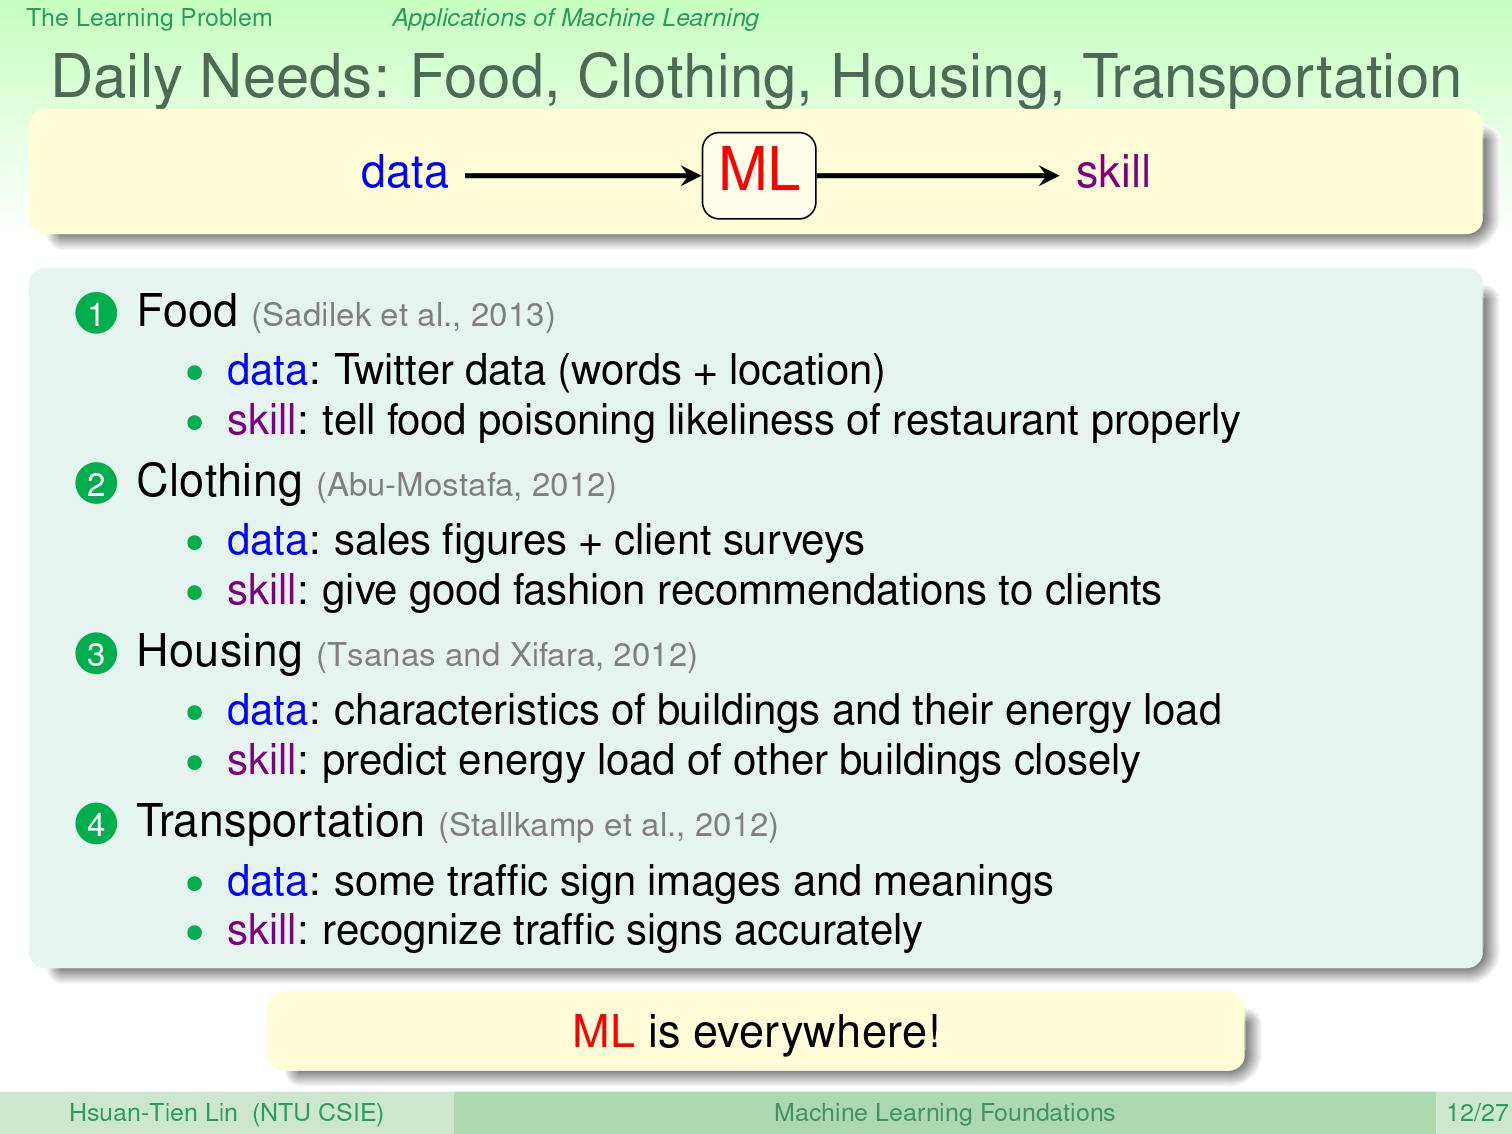 The Learning Problem Applications of Machine Learning
Daily Needs: Food, Clothing, Housing, Transportation
data ML skill
1 Food (Sadilek et al., 2013)
• data: Twitter data (words + location)
• skill: tell food poisoning likeliness of restaurant properly
2 Clothing (Abu-Mostafa, 2012)
• data: sales figures + client surveys
• skill: give good fashion recommendations to clients
3 Housing (Tsanas and Xifara, 2012)
• data: characteristics of buildings and their energy load
• skill: predict energy load of other buildings closely
4 Transportation (Stallkamp et al., 2012)
• data: some traffic sign images and meanings
• skill: recognize traffic signs accurately
ML is everywhere!
Hsuan-Tien Lin (NTU CSIE) Machine Learning Foundations 12/27